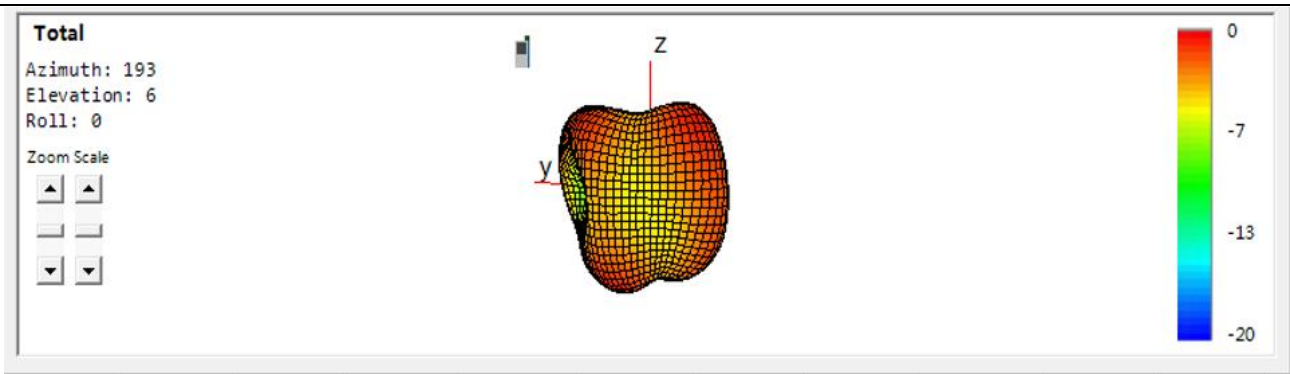 Total
Azimuth: 193
Elevation: 6
Roll: 0
Zoom Scale
z
y
0
-7
-13
-20